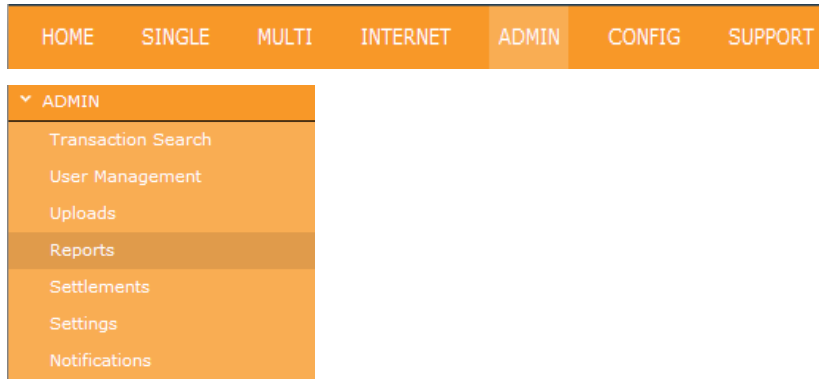 HOME SINGLE MULTI INTERNET ADMIN CONFIG SUPPORT
ADMIN
Transaction Search
User Management
Uploads
Reports
Settlements
Settings
Notifications